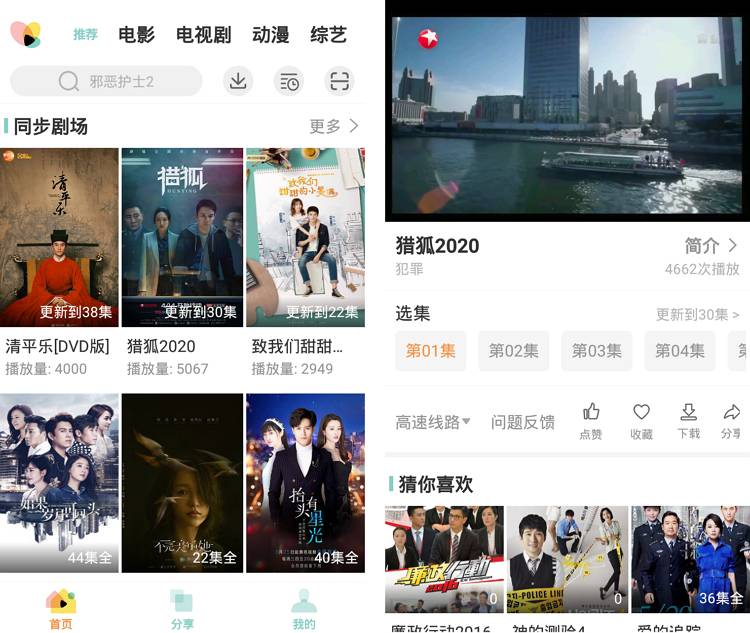 推荐 电影 电视剧 动漫 综艺
邪恶护士2
同步剧场
更多
清平乐
更新到38集
猎狐
HUNTING
更新到30集
致我们
甜甜的小美满
更新到22集
清平乐[DVD版]
猎狐2020
致我们甜甜...
播放量: 4000
播放量: 5067
播放量: 2949
如果岁月可回头
44集全
不完美的她
22集全
抬头有星光
40集全
首页
分享
我的
猎狐2020
简介
犯罪
4662次播放
选集
更新到30集 >
第01集
第02集
第03集
第04集
高速线路
问题反馈
点赞
收藏
下载
分享
猜你喜欢
廉政行動
2016
0
POLICE-LINE
0
36集全
廉政行动2016
神的测验4
爱的追踪